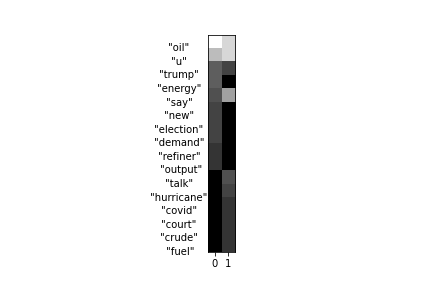 "oil"
"u"
"trump"
"energy"
"say"
"new"
"election"
"demand"
"refiner"
"output"
"talk"
"hurricane"
"covid"
"court"
"crude"
"fuel"
0 1